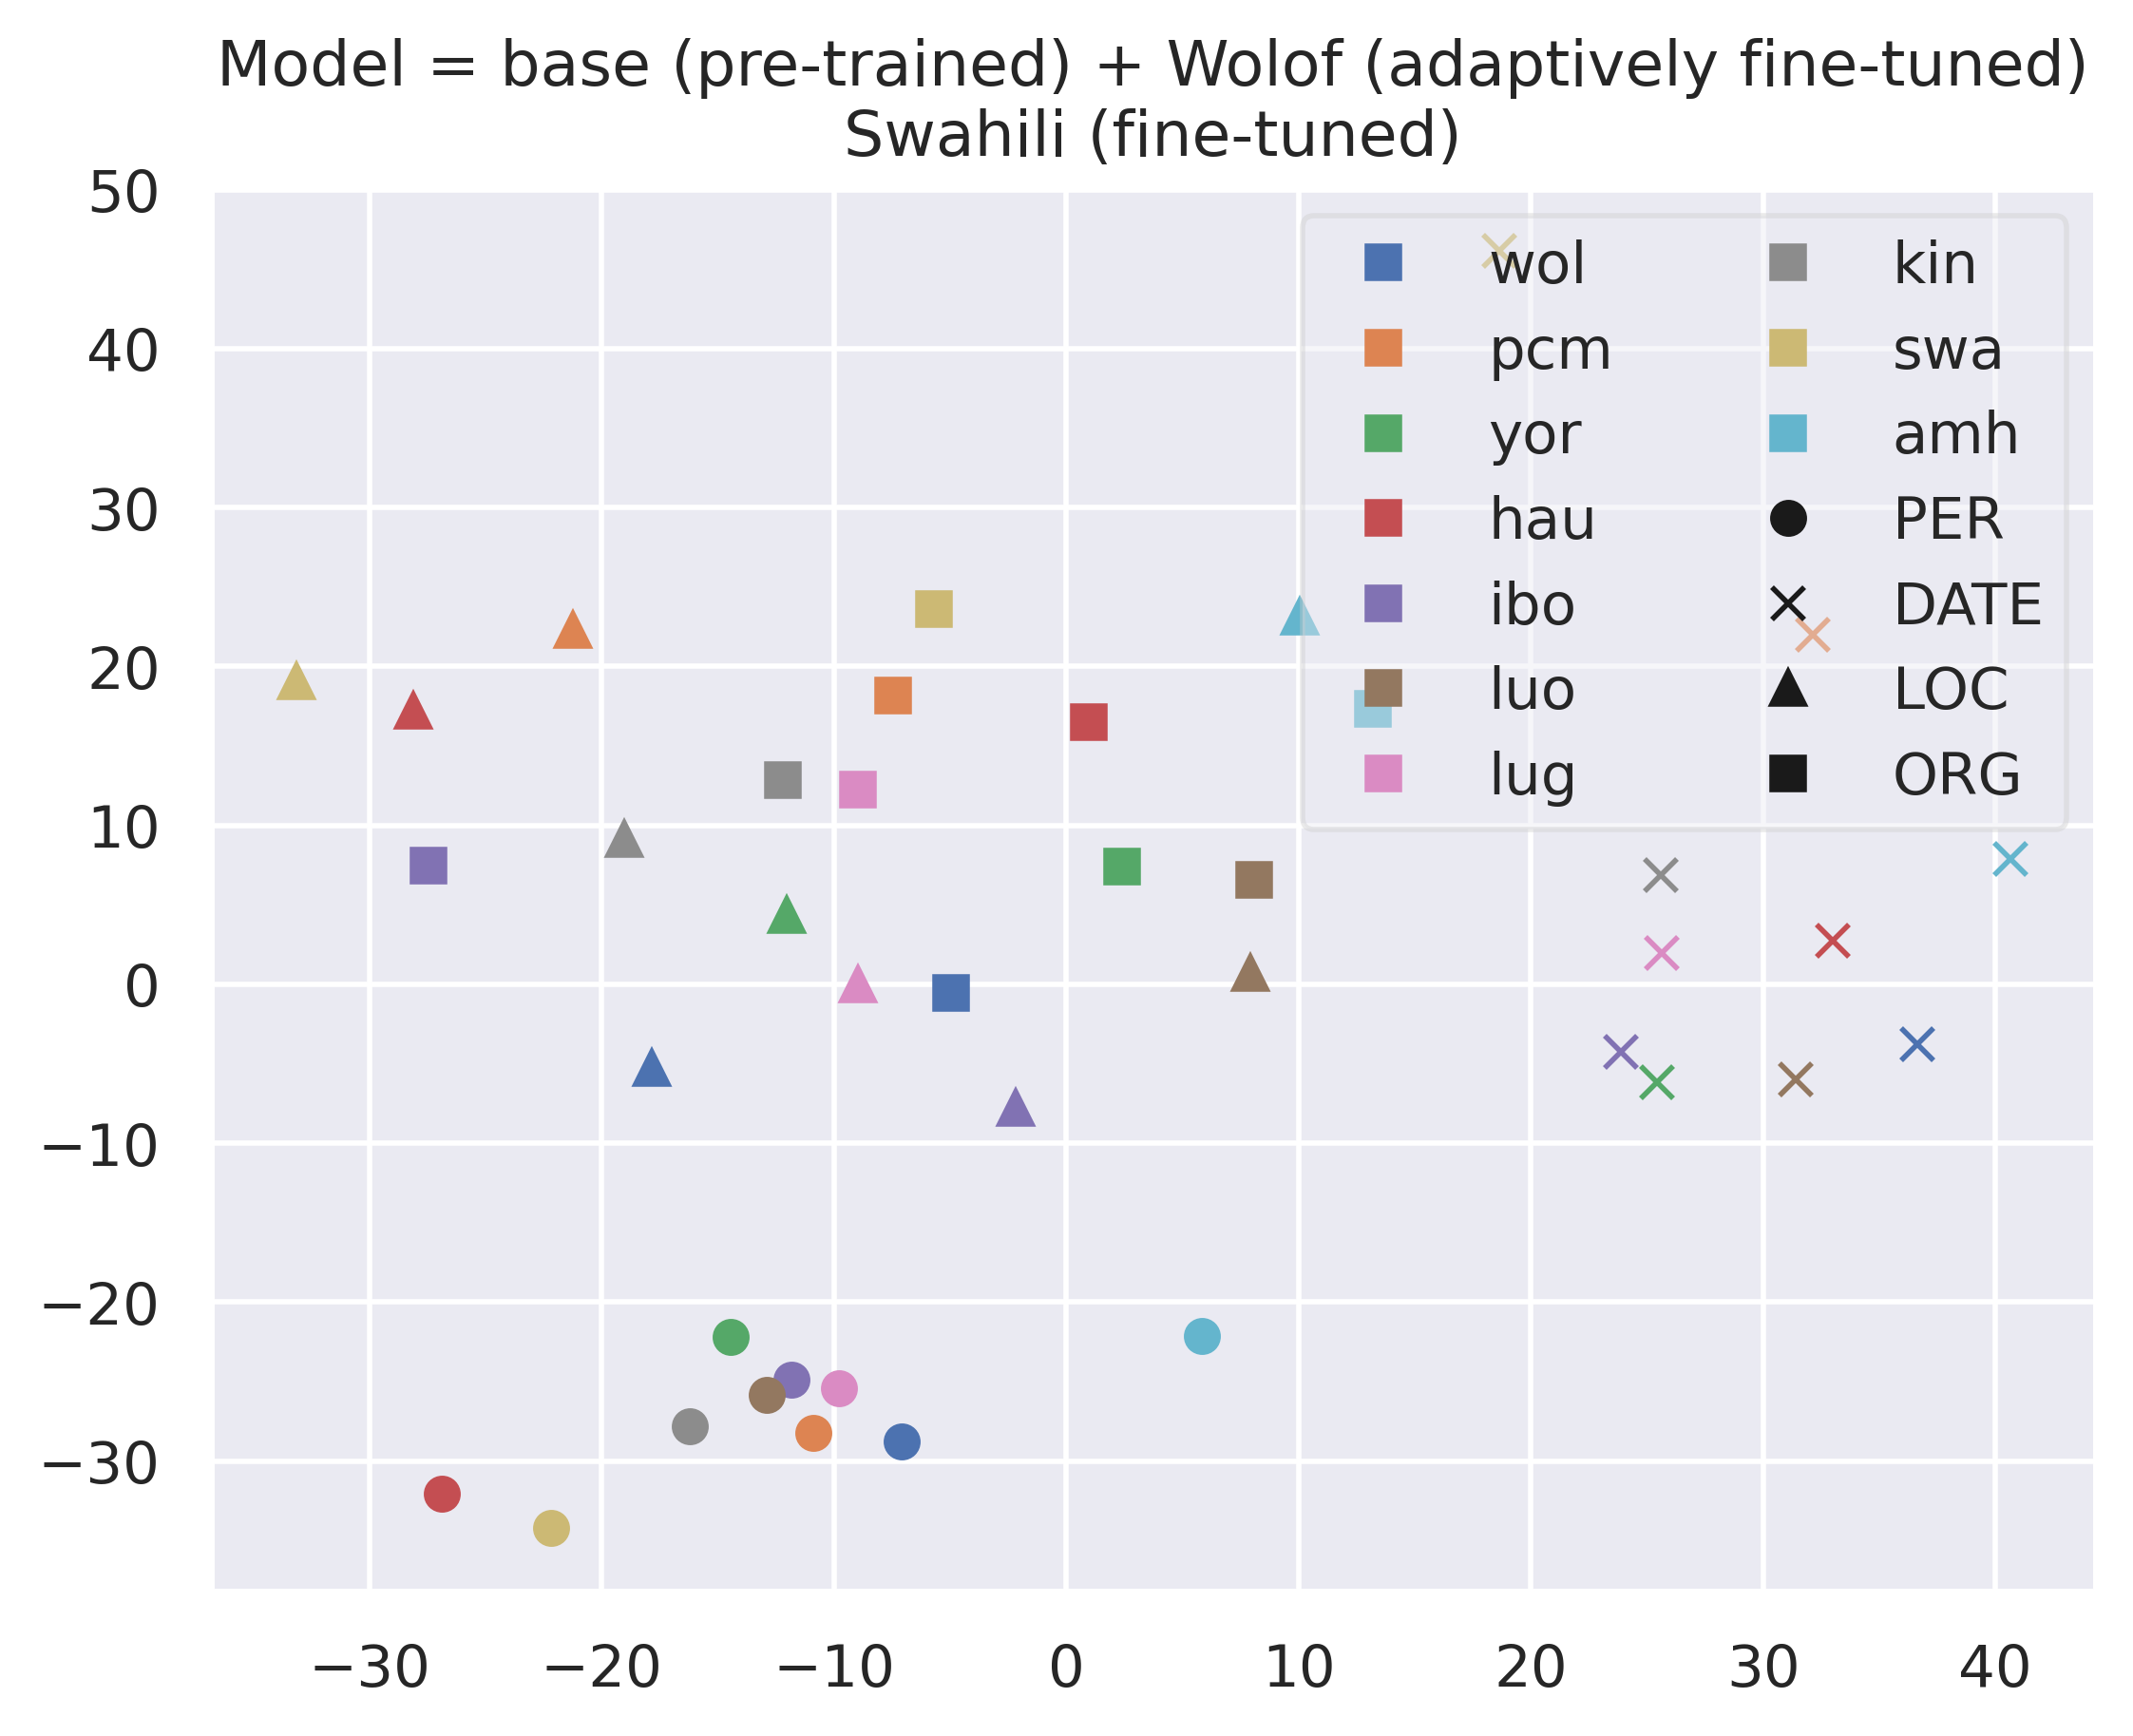 Model = base (pre-trained) + Wolof (adaptively fine-tuned)
Swahili (fine-tuned)
50
40
30
20
10
0
−10
−20
−30
wol
pcm
yor
hau
ibo
luo
lug
kin
swa
amh
PER
DATE
LOC
ORG
−30
−20
−10
0
10
20
30
40